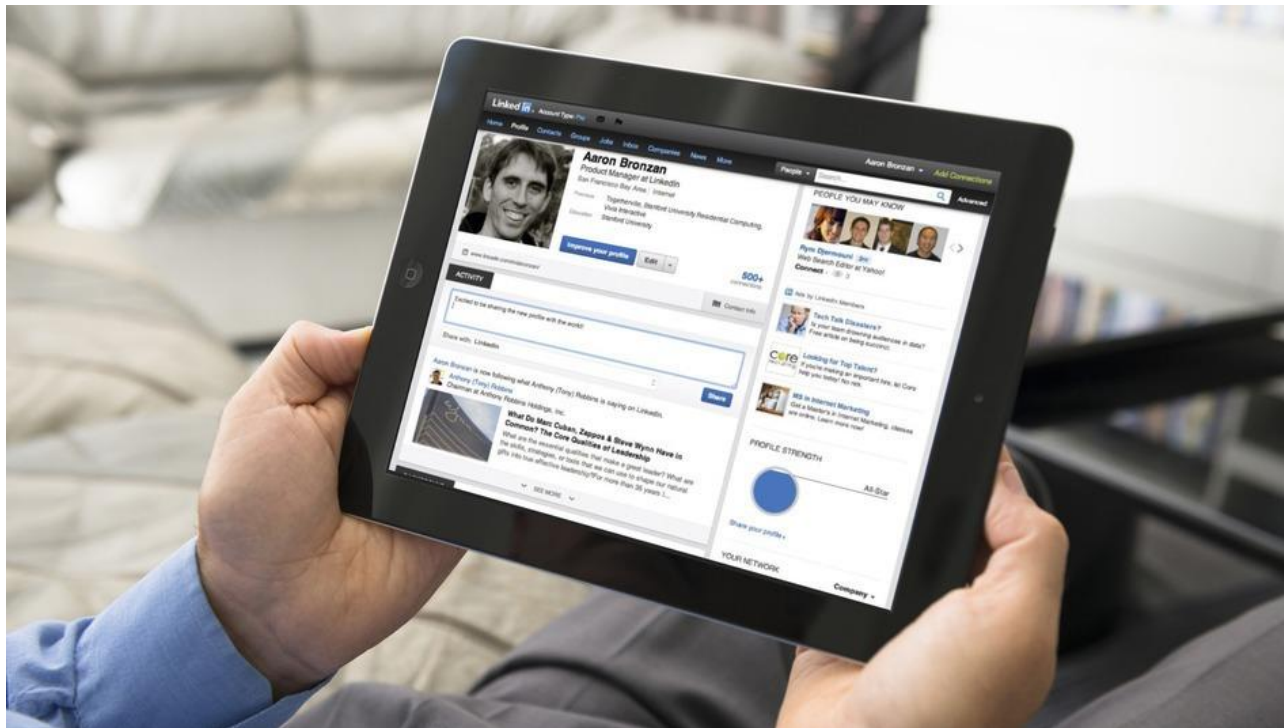 Linked in
Account Type: Pro
Aaron Bronzan
Add Connections
Home Profile Contacts Groups Jobs Inbox Companies News More
People
Search...
Advanced
Aaron Bronzan
Product Manager at LinkedIn
San Francisco Bay Area Internet
Previous Togetherville, Stanford University Residential Computing,
Vivia Interactive
Education Stanford University
Improve your profile
Edit
500+
connections
Contact Info
ACTIVITY
Excited to be sharing the new profile with the world!!
Share with: LinkedIn
Share
Aaron Bronzan is now following what Anthony (Tony) Robbins is saying on LinkedIn.
Anthony (Tony) Robbins
Chairman at Anthony Robbins Holdings, Inc.
What Do Marc Cuban, Zappos & Steve Wynn Have in
Common? The Core Qualities of Leadership
What are the essential qualities that make a great leader? What are
the skills, strategies, or tools that we can use to shape our natural
gifts into true effective leadership?For more than 35 years I...
SEE MORE
PEOPLE YOU MAY KNOW
Rym Djermouni
Web Search Editor at Yahoo!
Connect
3
Ads by LinkedIn Members
Tech Talk Disasters?
Is your team drowning audiences in data?
Free article on being succinct.
core
Looking for Top Talent?
If you're making an important hire, let Core
help you today! No risk.
MS in Internet Marketing
Get a Master's in Internet Marketing, classes
are online. Learn more now!
PROFILE STRENGTH
All-Star
Share your profile
YOUR NETWORK
Company